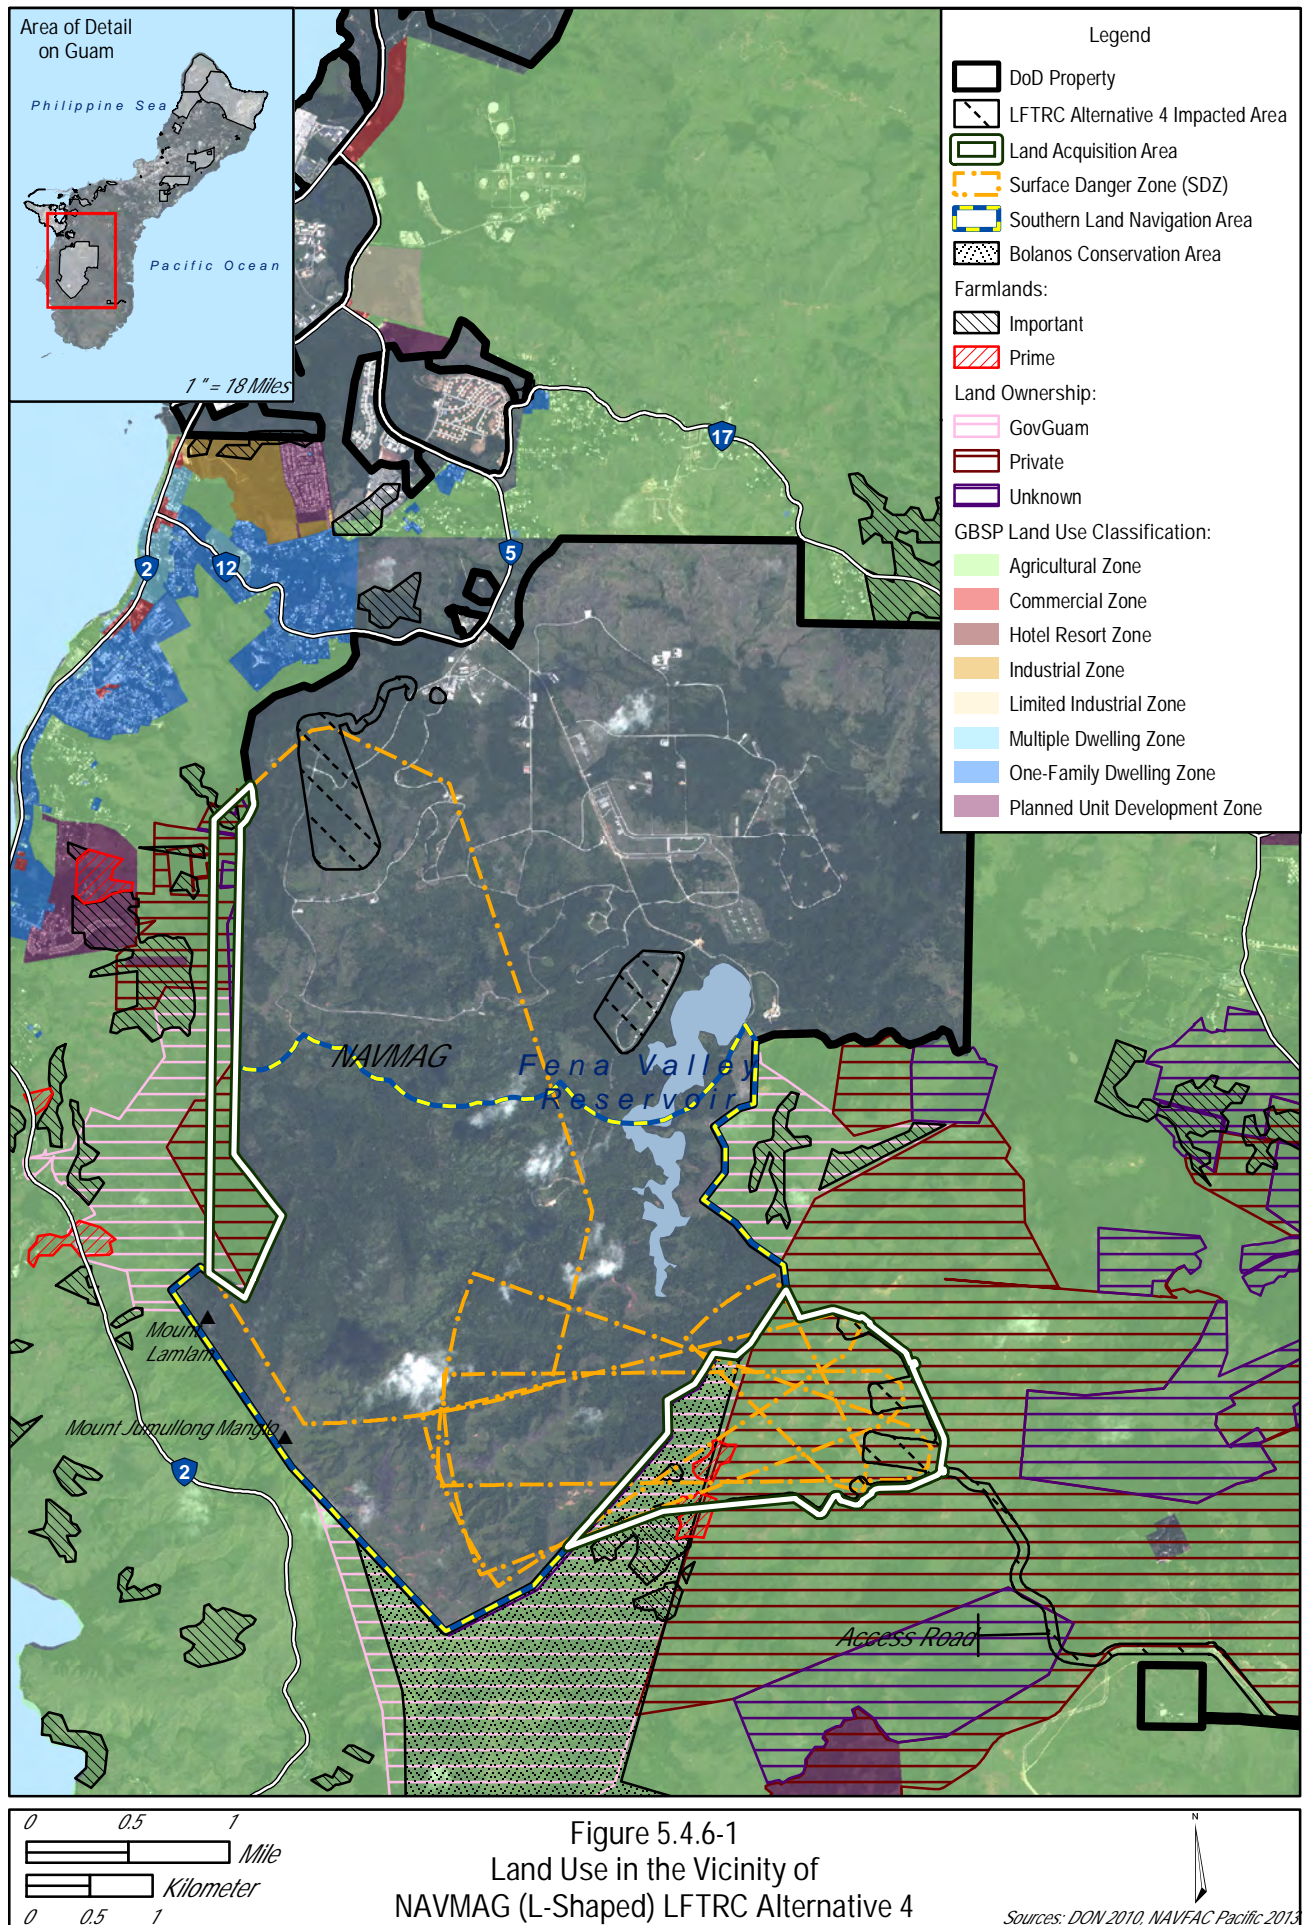 Area of Detail
on Guam
Philippine Sea
Pacific Ocean
1 " = 18 Miles
Legend
DoD Property
LFTRC Alternative 4 Impacted Area
Land Acquisition Area
Surface Danger Zone (SDZ)
Southern Land Navigation Area
Bolanos Conservation Area
Farmlands:
Important
Prime
Land Ownership:
GovGuam
Private
Unknown
GBSP Land Use Classification:
Agricultural Zone
Commercial Zone
Hotel Resort Zone
Industrial Zone
Limited Industrial Zone
Multiple Dwelling Zone
One-Family Dwelling Zone
Planned Unit Development Zone
17
5
2
12
NAVMAG
Fena Valley
Reservoir
Mount
Lamlam
Mount Jumullong Manglo
2
Access Road
0 0.5 1
Mile
Kilometer
0 0.5 1
Figure 5.4.6-1
Land Use in the Vicinity of
NAVMAG (L-Shaped) LFTRC Alternative 4
N
Sources: DON 2010, NAVFAC Pacific 2013